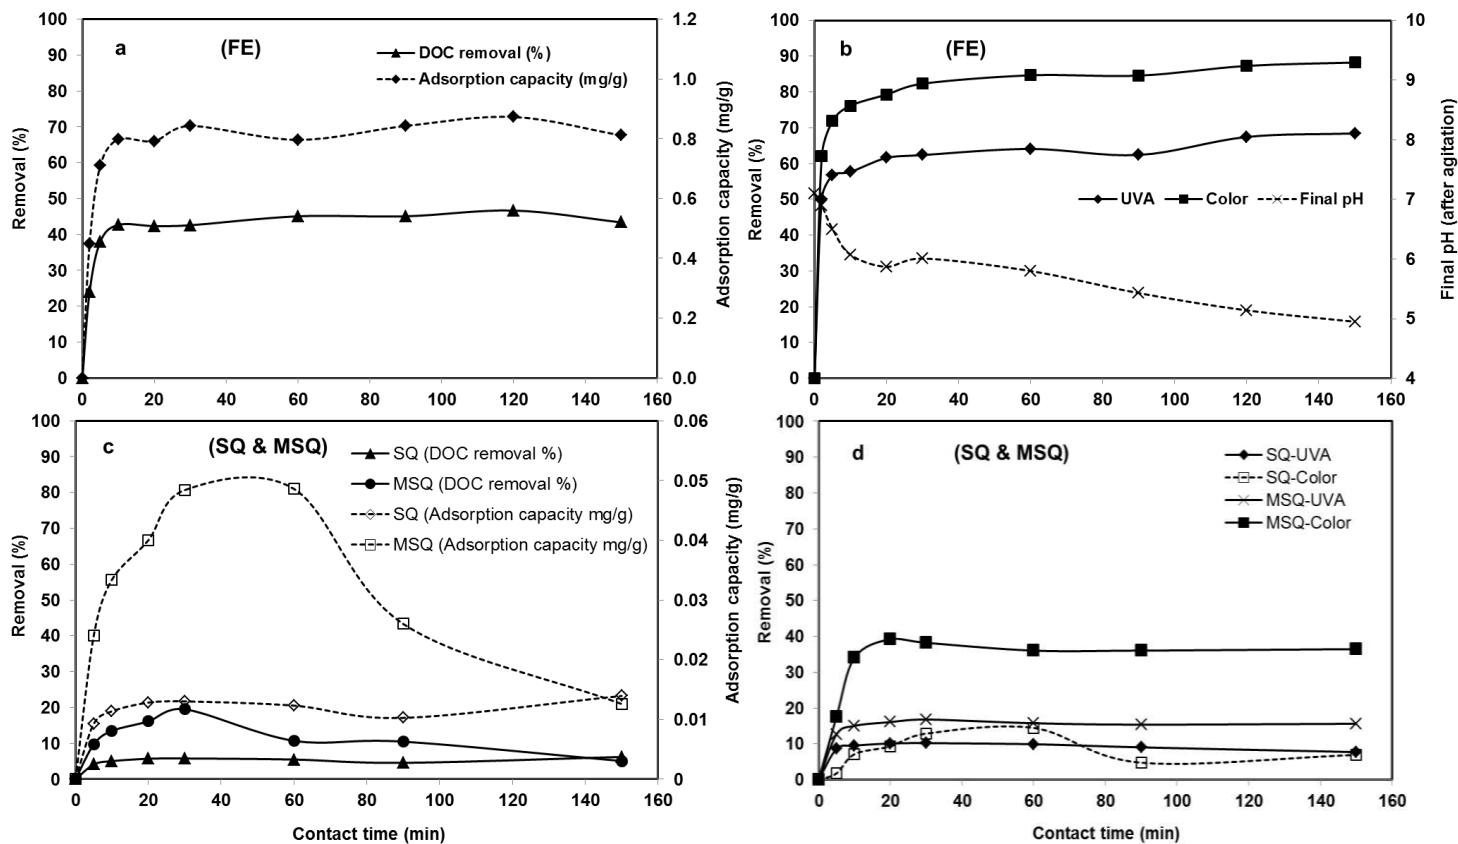 a (FE)
DOC removal (%)
Adsorption capacity (mg/g)
Removal (%)
100
90
80
70
60
50
40
30
20
10
0
1.2
1.0
0.8
0.6
0.4
0.2
0.0
Adsorption capacity (mg/g)
0 20 40 60 80 100 120 140 160
b (FE)
UVA Color Final pH
Removal (%)
100
90
80
70
60
50
40
30
20
10
0
10
9
8
7
6
5
4
Final pH (after agitation)
0 20 40 60 80 100 120 140 160
c (SQ & MSQ)
SQ (DOC removal %)
MSQ (DOC removal %)
SQ (Adsorption capacity mg/g)
MSQ (Adsorption capacity mg/g)
Removal (%)
100
90
80
70
60
50
40
30
20
10
0
0.06
0.05
0.04
0.03
0.02
0.01
0
Adsorption capacity (mg/g)
0 20 40 60 80 100 120 140 160
Contact time (min)
d (SQ & MSQ)
SQ-UVA
SQ-Color
MSQ-UVA
MSQ-Color
Removal (%)
100
90
80
70
60
50
40
30
20
10
0
0 20 40 60 80 100 120 140 160
Contact time (min)